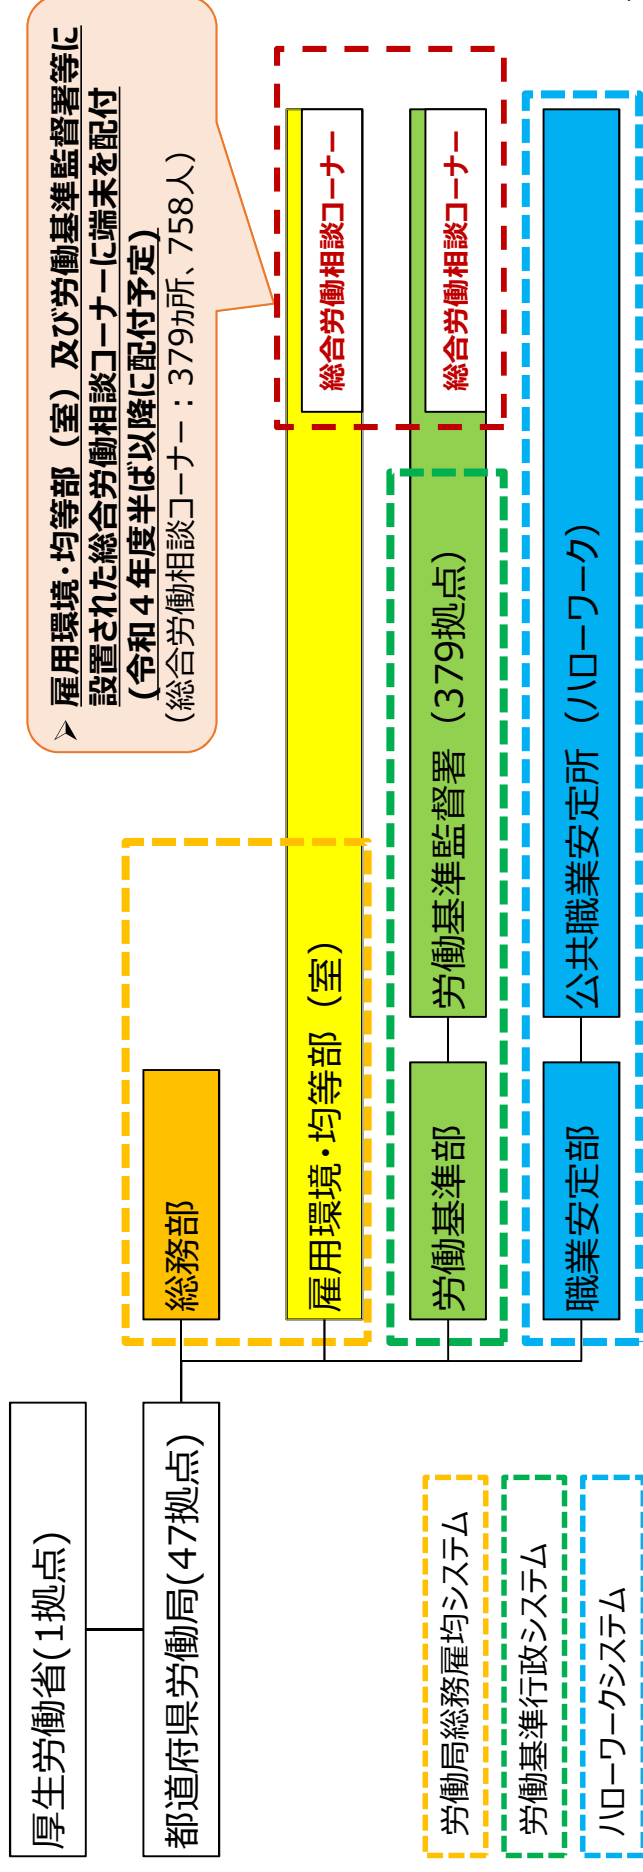 厚生労働省(1拠点)
都道府県労働局(47拠点)
総務部
雇用環境・均等部（室）
総合労働相談コーナー
労働基準部
労働基準監督署（379拠点）
総合労働相談コーナー
職業安定部
公共職業安定所（ハローワーク）
➢ 雇用環境・均等部（室）及び労働基準監督署等に
設置された総合労働相談コーナーに端末を配付
(令和４年度半ば以降に配付予定)
（総合労働相談コーナー：379ヵ所、758人）
労働局総務雇均システム
労働基準行政システム
ハローワークシステム